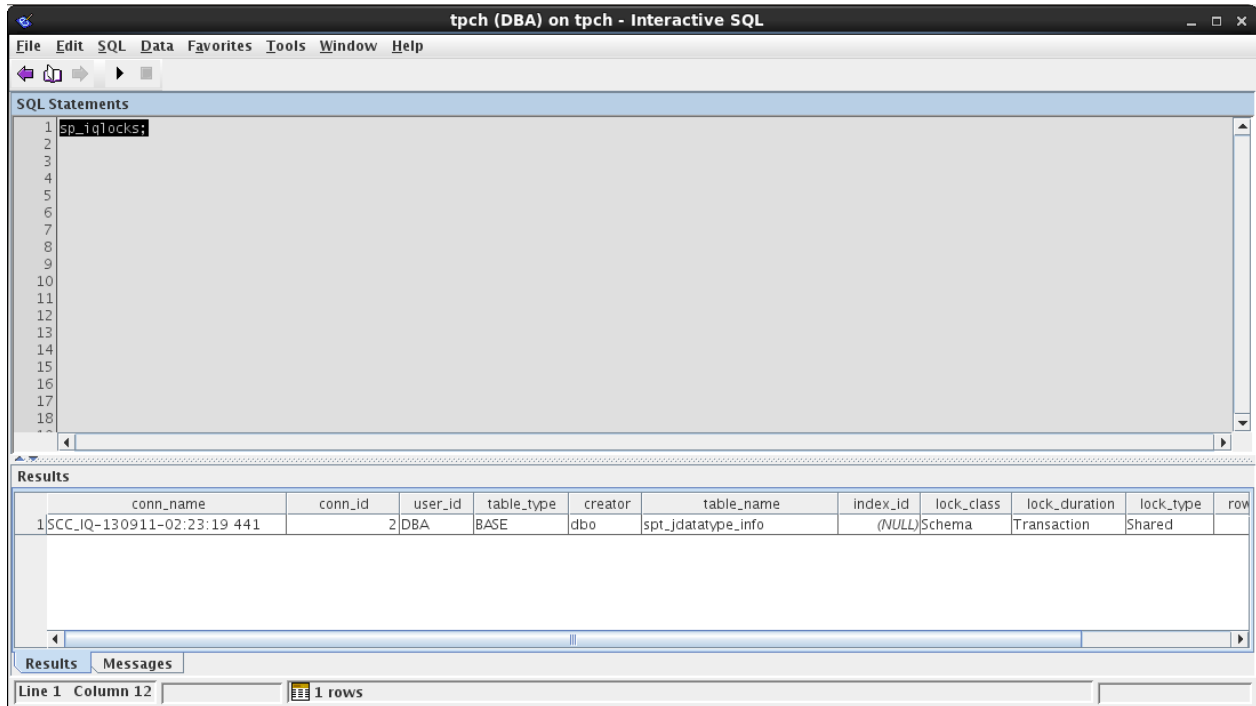 tpch (DBA) on tpch - Interactive SQL
File Edit SQL Data Favorites Tools Window Help
SQL Statements
1 sp_iqlocks;
2
3
4
5
6
7
8
9
10
11
12
13
14
15
16
17
18
Results
conn_name conn_id user_id table_type creator table_name index_id lock_class lock_duration lock_type row
1 SCC_IQ-130911-02:23:19 441 2 DBA BASE dbo spt_jdatatype_info (NULL) Schema Transaction Shared
Results Messages
Line 1 Column 12 1 rows